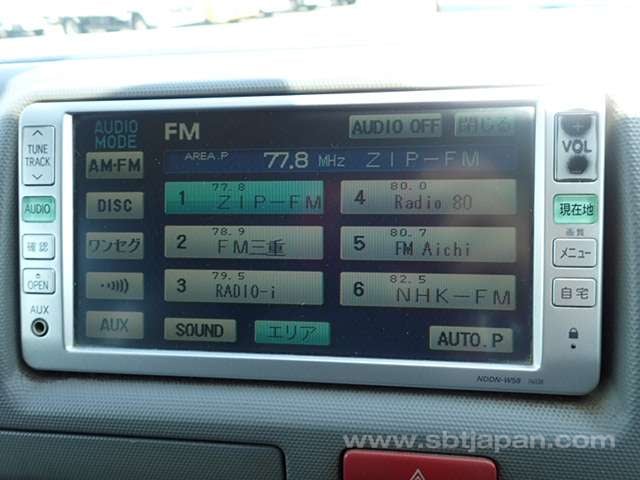 TUNE
TRACK
AUDIO
確認
OPEN
AUX
AUDIO
MODE
FM
AUDIO OFF
閉じる
AREA.P 77.8 MHz ZIP-FM
AM·FM
DISC
ワンセグ
AUX
77.8
1 ZIP-FM
78.9
2 FM三重
79.5
3 RADIO-i
80.0
4 Radio 80
80.7
5 FM Aichi
82.5
6 NHK-FM
SOUND
エリア
AUTO.P
VOL
現在地
画質
メニュー
自宅
NDDN-W58
www.sbtjapan.com